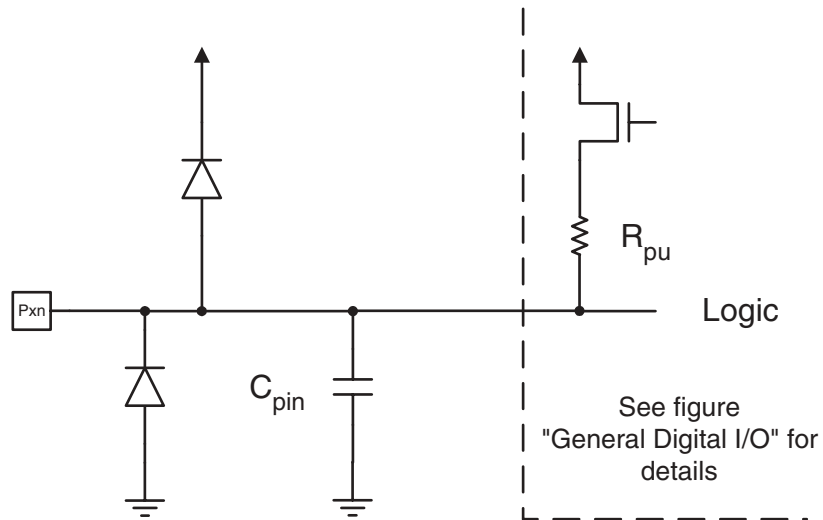 R
pu
Pxn
Logic
C
pin
See figure
"General Digital I/O" for
details